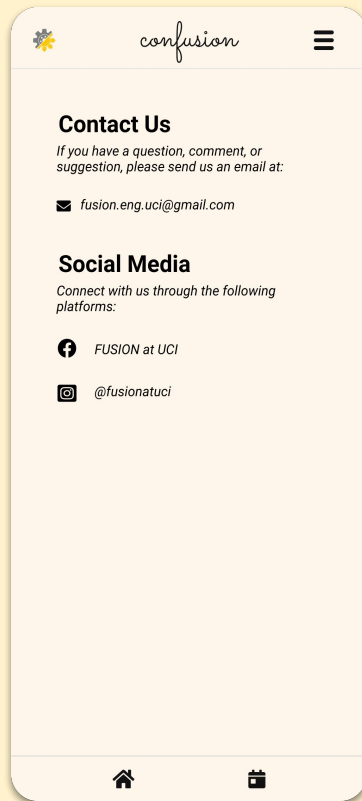 confusion
Contact Us
If you have a question, comment, or
suggestion, please send us an email at:
fusion.eng.uci@gmail.com
Social Media
Connect with us through the following
platforms:
FUSION at UCI
@fusionatuci